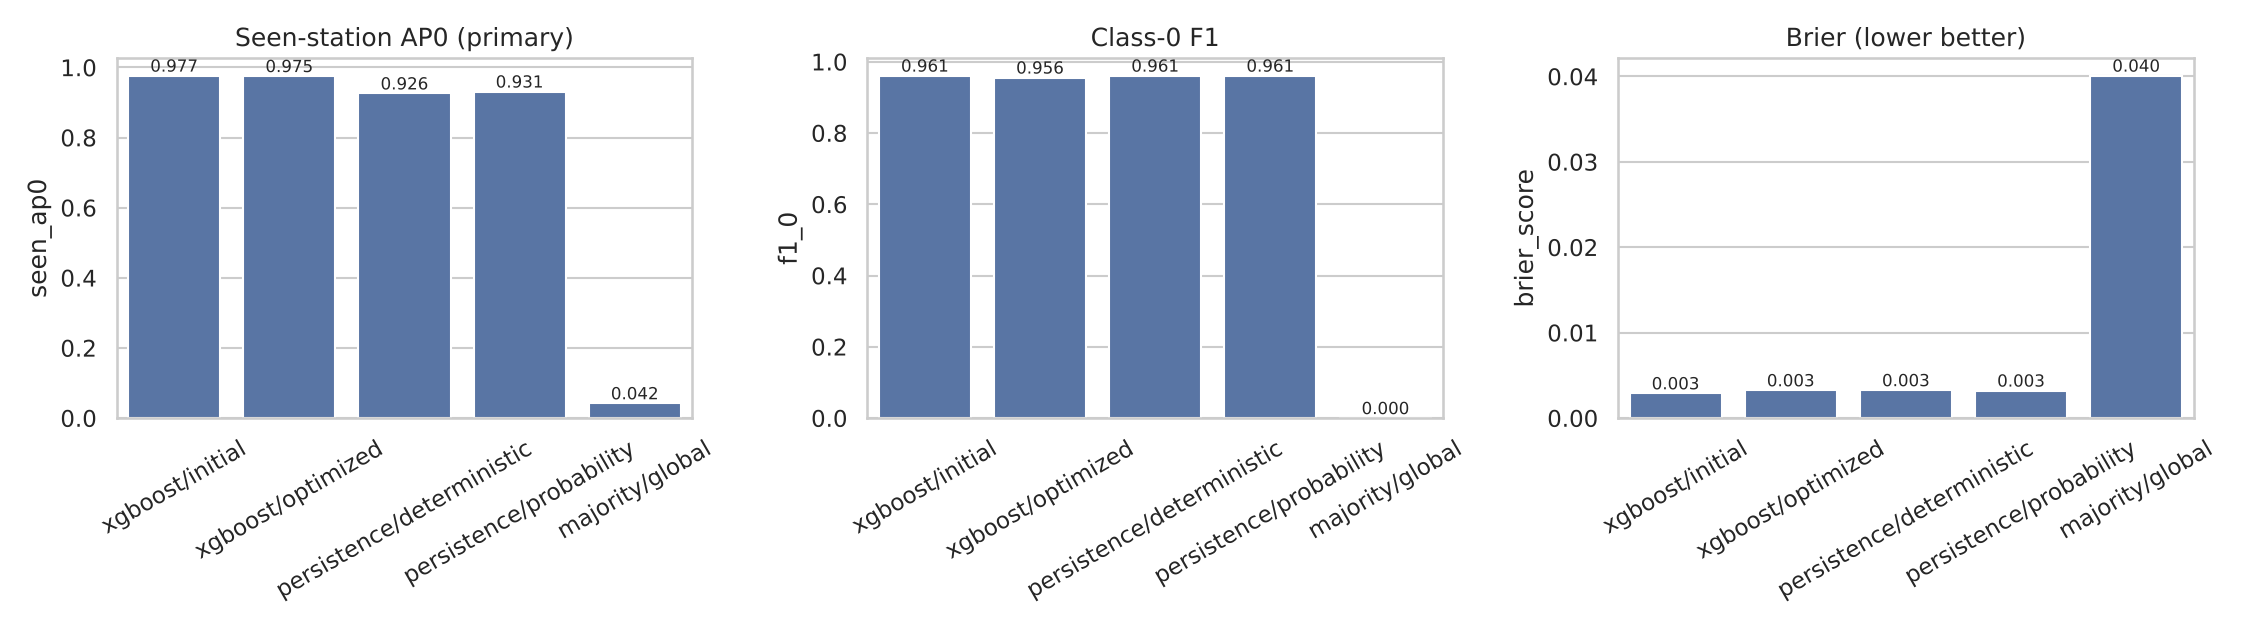 Seen-station AP0 (primary)
seen_ap0
1.0
0.8
0.6
0.4
0.2
0.0
0.977
0.975
0.926
0.931
0.042
xgboost/initial
xgboost/optimized
persistence/deterministic
persistence/probability
majority/global
Class-0 F1
f1_0
1.0
0.8
0.6
0.4
0.2
0.0
0.961
0.956
0.961
0.961
0.000
xgboost/initial
xgboost/optimized
persistence/deterministic
persistence/probability
majority/global
Brier (lower better)
brier_score
0.04
0.03
0.02
0.01
0.00
0.003
0.003
0.003
0.003
0.040
xgboost/initial
xgboost/optimized
persistence/deterministic
persistence/probability
majority/global